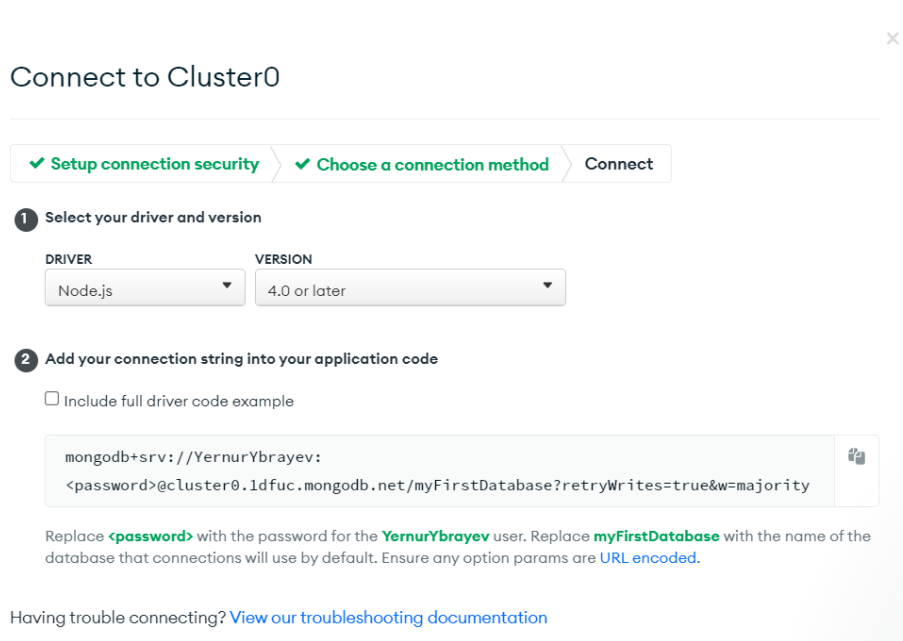 Connect to Cluster0
Setup connection security
Choose a connection method
Connect
1 Select your driver and version
DRIVER
VERSION
Node.js
4.0 or later
2 Add your connection string into your application code
Include full driver code example
mongodb+srv://YernurYbrayev:
<password>@cluster0.1dfuc.mongodb.net/myFirstDatabase?retryWrites=true&w=majority
Replace <password> with the password for the YernurYbrayev user. Replace myFirstDatabase with the name of the
database that connections will use by default. Ensure any option params are URL encoded.
Having trouble connecting? View our troubleshooting documentation